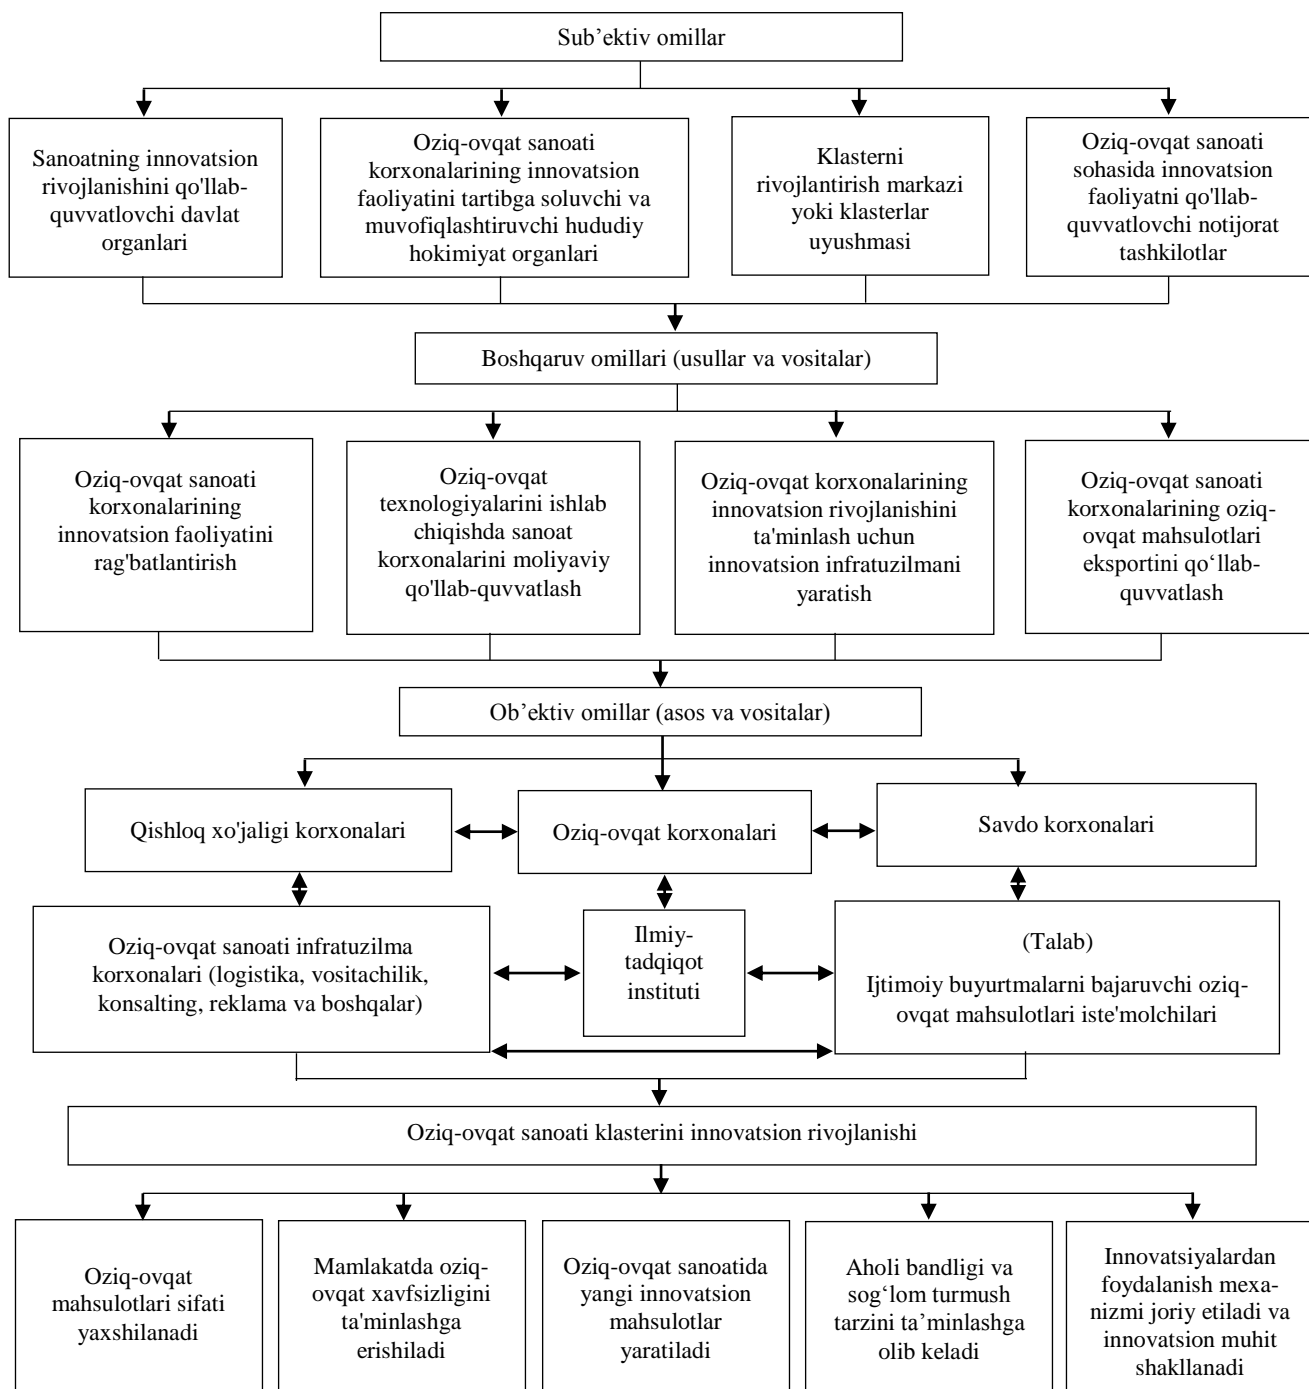 Sub’ektiv omillar
Sanoatning innovatsion
rivojlanishini qo'llab-
quvvatlovchi davlat
organlari
Oziq-ovqat sanoati
korxonalarining innovatsion
faoliyatini tartibga soluvchi va
muvofiqlashtiruvchi hududiy
hokimiyat organlari
Klasterni
rivojlantirish markazi
yoki klasterlar
uyushmasi
Oziq-ovqat sanoati
sohasida innovatsion
faoliyatni qo'llab-
quvvatlovchi notijorat
tashkilotlar
Boshqaruv omillari (usullar va vositalar)
Oziq-ovqat sanoati
korxonalarining
innovatsion faoliyatini
rag'batlantirish
Oziq-ovqat
texnologiyalarini ishlab
chiqishda sanoat
korxonalarini moliyaviy
qo'llab-quvvatlash
Oziq-ovqat korxonalarining
innovatsion rivojlanishini
ta'minlash uchun
innovatsion infratuzilmani
yaratish
Oziq-ovqat sanoati
korxonalarining oziq-
ovqat mahsulotlari
eksportini qo‘llab-
quvvatlash
Ob’ektiv omillar (asos va vositalar)
Qishloq xo'jaligi korxonalari
Oziq-ovqat korxonalari
Savdo korxonalari
Oziq-ovqat sanoati infratuzilma
korxonalari (logistika, vositachilik,
konsalting, reklama va boshqalar)
Ilmiy-
tadqiqot
instituti
(Talab)
Ijtimoiy buyurtmalarni bajaruvchi oziq-
ovqat mahsulotlari iste'molchilari
Oziq-ovqat sanoati klasterini innovatsion rivojlanishi
Oziq-ovqat
mahsulotlari sifati
yaxshilanadi
Mamlakatda oziq-
ovqat xavfsizligini
ta'minlashga
erishiladi
Oziq-ovqat sanoatida
yangi innovatsion
mahsulotlar
yaratiladi
Aholi bandligi va
sog‘lom turmush
tarzini ta’minlashga
olib keladi
Innovatsiyalardan
foydalanish mexa-
nizmi joriy etiladi va
innovatsion muhit
shakllanadi